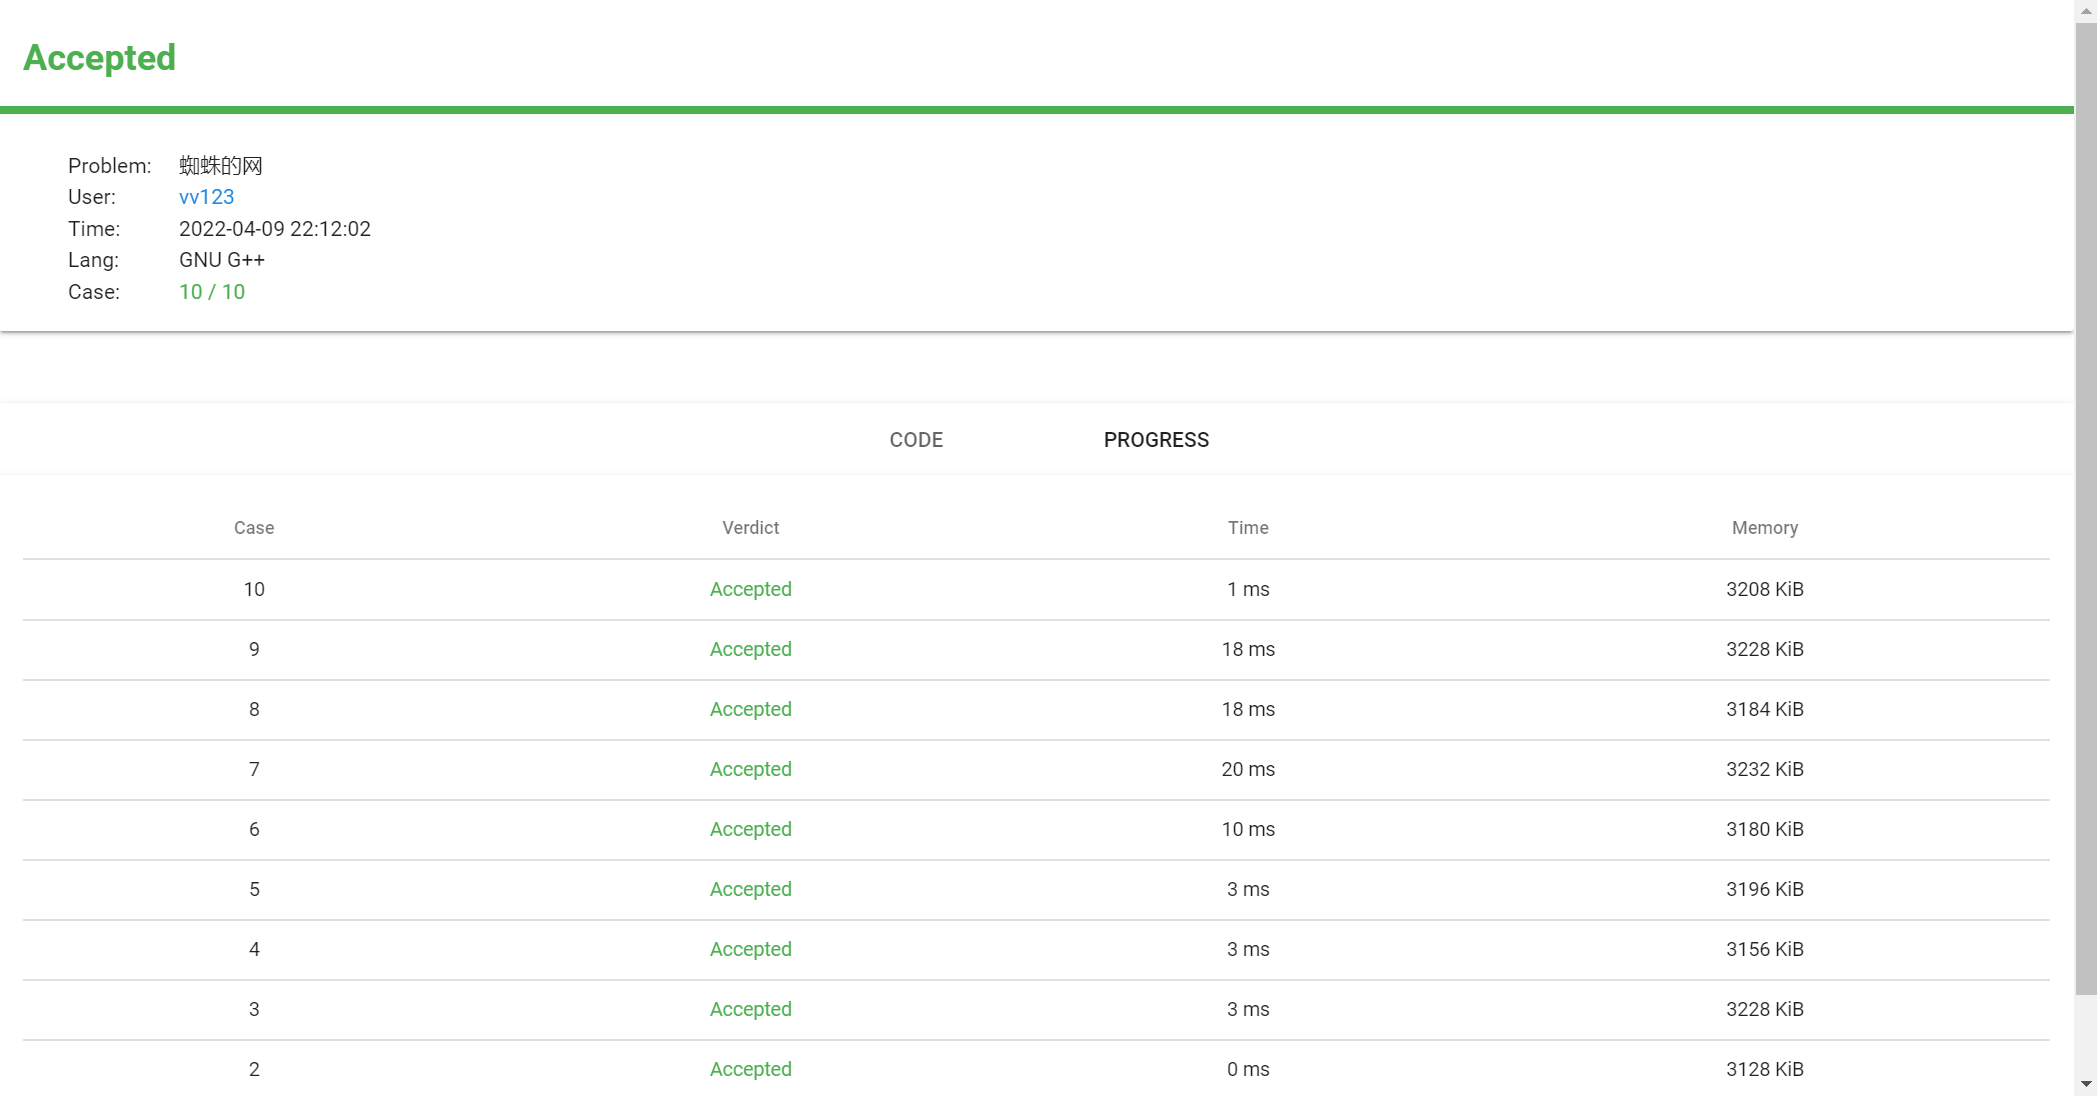 Accepted
Problem: 蜘蛛的网
User: vv123
Time: 2022-04-09 22:12:02
Lang: GNU G++
Case: 10 / 10
CODE PROGRESS
Case Verdict Time Memory
10 Accepted 1 ms 3208 KiB
9 Accepted 18 ms 3228 KiB
8 Accepted 18 ms 3184 KiB
7 Accepted 20 ms 3232 KiB
6 Accepted 10 ms 3180 KiB
5 Accepted 3 ms 3196 KiB
4 Accepted 3 ms 3156 KiB
3 Accepted 3 ms 3228 KiB
2 Accepted 0 ms 3128 KiB